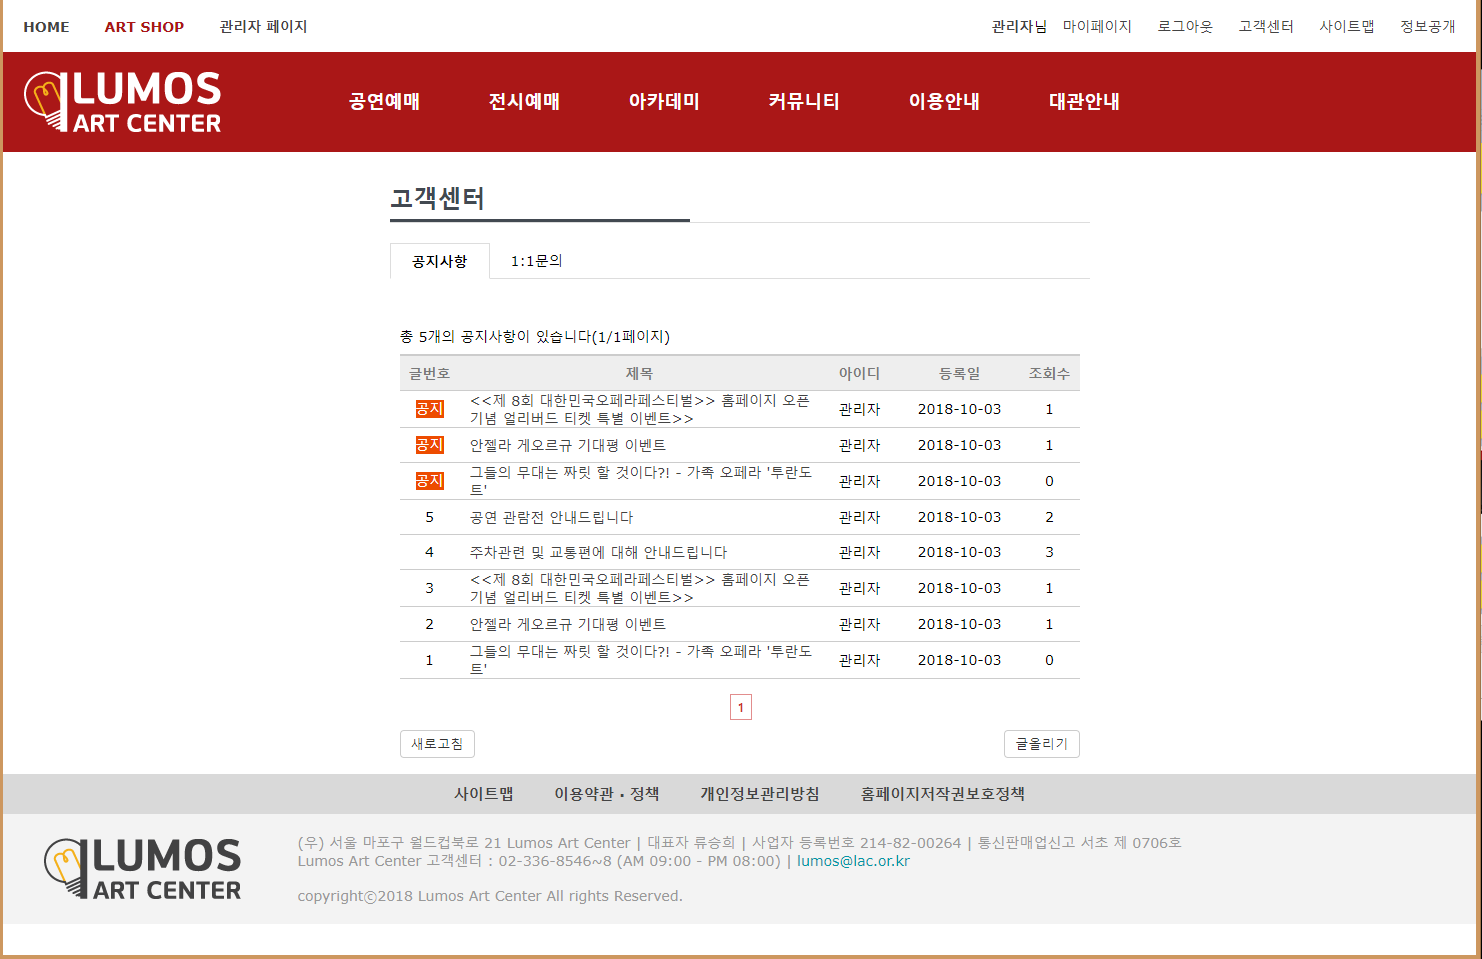 HOME ART SHOP 관리자 페이지 관리자님 마이페이지 로그아웃 고객센터 사이트맵 정보공개
LUMOS
ART CENTER
공연예매 전시예매 아카데미 커뮤니티 이용안내 대관안내
고객센터
공지사항 1:1문의
총 5개의 공지사항이 있습니다(1/1페이지)
글번호 제목 아이디 등록일 조회수
공지 <<제 8회 대한민국오페라페스티벌>> 홈페이지 오픈
기념 얼리버드 티켓 특별 이벤트>> 관리자 2018-10-03 1
공지 안젤라 게오르규 기대평 이벤트 관리자 2018-10-03 1
공지 그들의 무대는 짜릿 할 것이다?! - 가족 오페라 '투란도
트' 관리자 2018-10-03 0
5 공연 관람전 안내드립니다 관리자 2018-10-03 2
4 주차관련 및 교통편에 대해 안내드립니다 관리자 2018-10-03 3
3 <<제 8회 대한민국오페라페스티벌>> 홈페이지 오픈
기념 얼리버드 티켓 특별 이벤트>> 관리자 2018-10-03 1
2 안젤라 게오르규 기대평 이벤트 관리자 2018-10-03 1
1 그들의 무대는 짜릿 할 것이다?! - 가족 오페라 '투란도
트' 관리자 2018-10-03 0
1
새로고침 글올리기
사이트맵 이용약관 · 정책 개인정보관리방침 홈페이지저작권보호정책
LUMOS
ART CENTER
(우) 서울 마포구 월드컵북로 21 Lumos Art Center | 대표자 류승희 | 사업자 등록번호 214-82-00264 | 통신판매업신고 서초 제 0706호
Lumos Art Center 고객센터 : 02-336-8546~8 (AM 09:00 - PM 08:00) | lumos@lac.or.kr
copyrightⓒ2018 Lumos Art Center All rights Reserved.